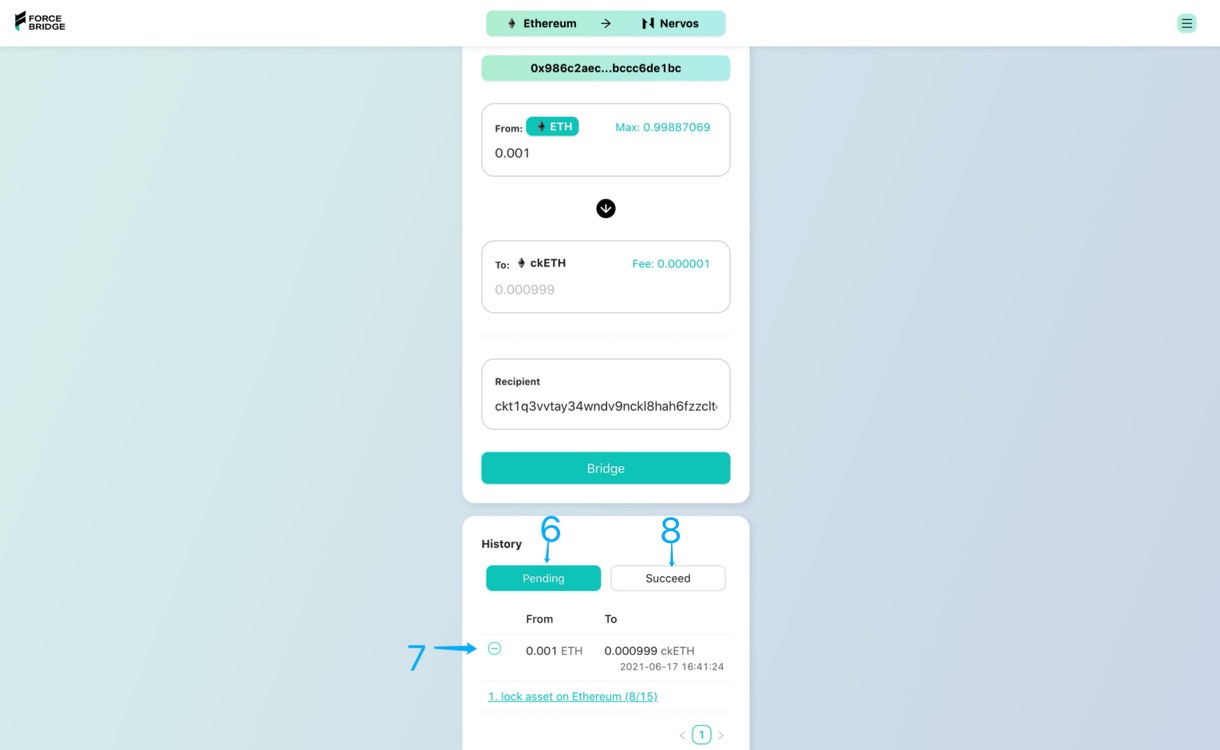 FORCE
BRIDGE
Ethereum → Nervos
0x986c2aec...bccc6de1bc
From: ETH Max: 0.99887069
0.001
To: ckETH Fee: 0.000001
0.000999
Recipient
ckt1q3vvtay34wndv9nckl8hah6fzzclt
Bridge
6 8
History
Pending Succeed
From To
7 0.001 ETH 0.000999 ckETH
2021-06-17 16:41:24
1. lock asset on Ethereum (8/15)
< 1 >